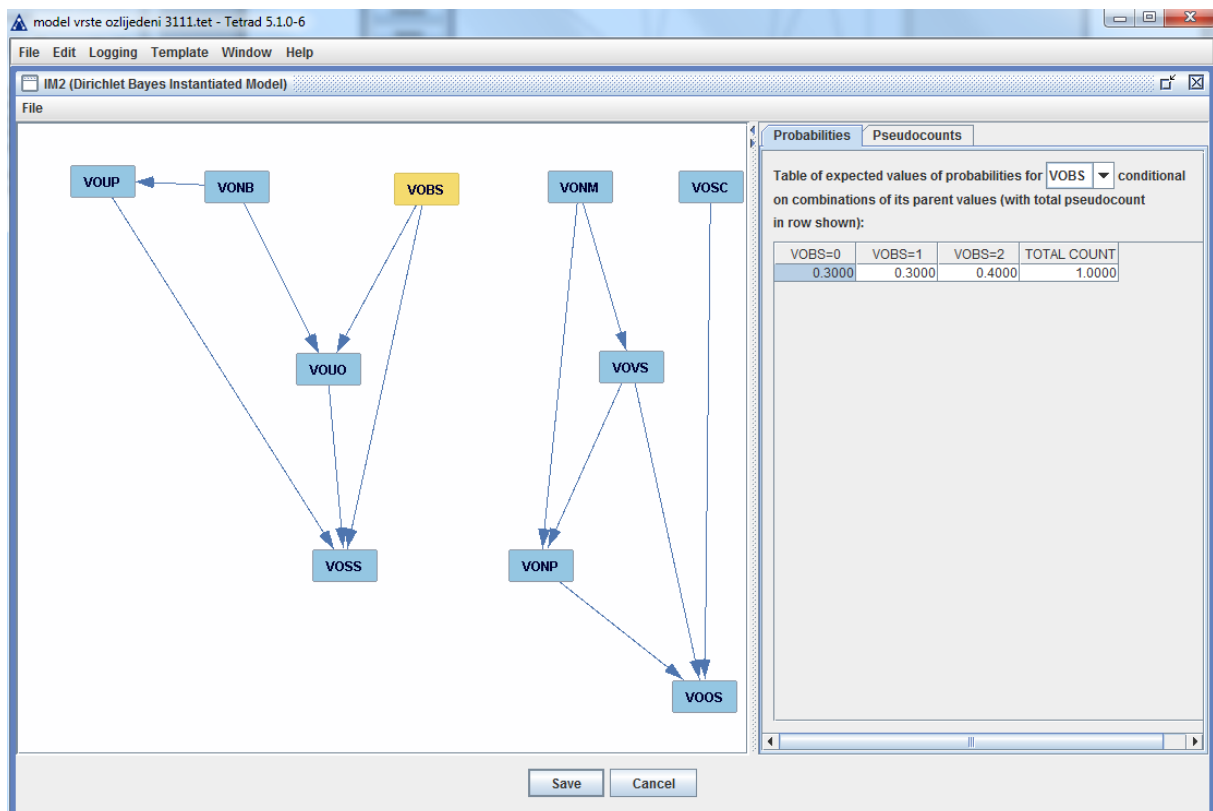 model vrste ozlijedeni 3111.tet - Tetrad 5.1.0-6
File Edit Logging Template Window Help
IM2 (Dirichlet Bayes Instantiated Model)
File
VOUP
VONB
VOBS
VONM
VOSC
VOUO
VOVS
VOSS
VONP
VOOS
Probabilities Pseudocounts
Table of expected values of probabilities for VOBS conditional
on combinations of its parent values (with total pseudocount
in row shown):
VOBS=0 VOBS=1 VOBS=2 TOTAL COUNT
0.3000 0.3000 0.4000 1.0000
Save Cancel